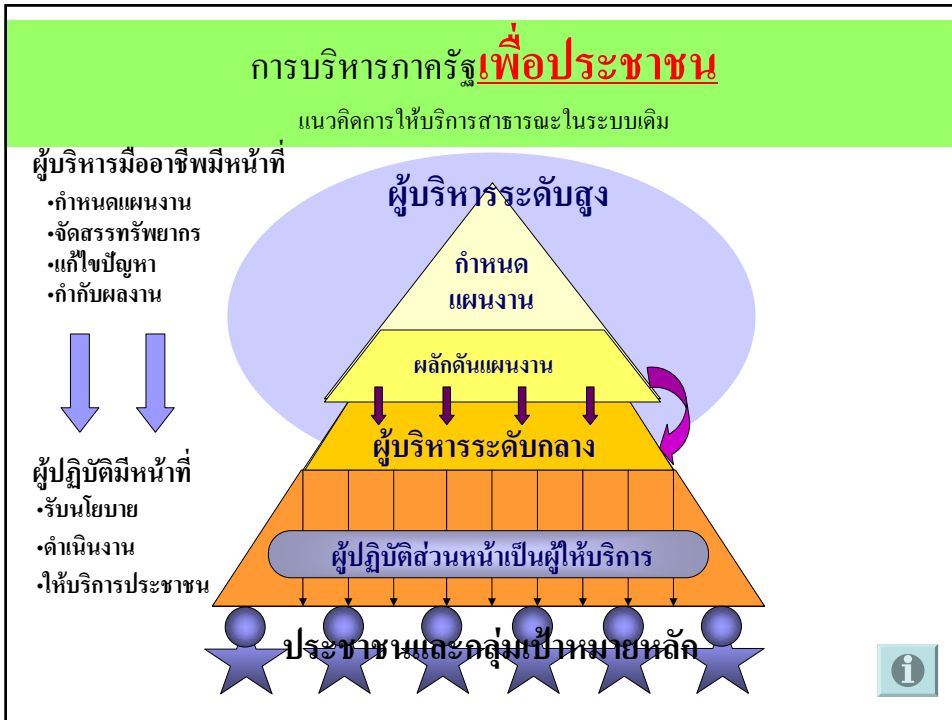 การบริหารภาครัฐเพื่อประชาชน
แนวคิดการให้บริการสาธารณะในระบบเดิม
ผู้บริหารมืออาชีพมีหน้าที่
•กำหนดแผนงาน
•จัดสรรทรัพยากร
•แก้ไขปัญหา
•กำกับผลงาน
ผู้ปฏิบัติมีหน้าที่
•รับนโยบาย
•ดำเนินงาน
•ให้บริการประชาชน
ผู้บริหารระดับสูง
กำหนด
แผนงาน
ผลักดันแผนงาน
ผู้บริหารระดับกลาง
ผู้ปฏิบัติส่วนหน้าเป็นผู้ให้บริการ
ประชาชนและกลุ่มเป้าหมายหลัก